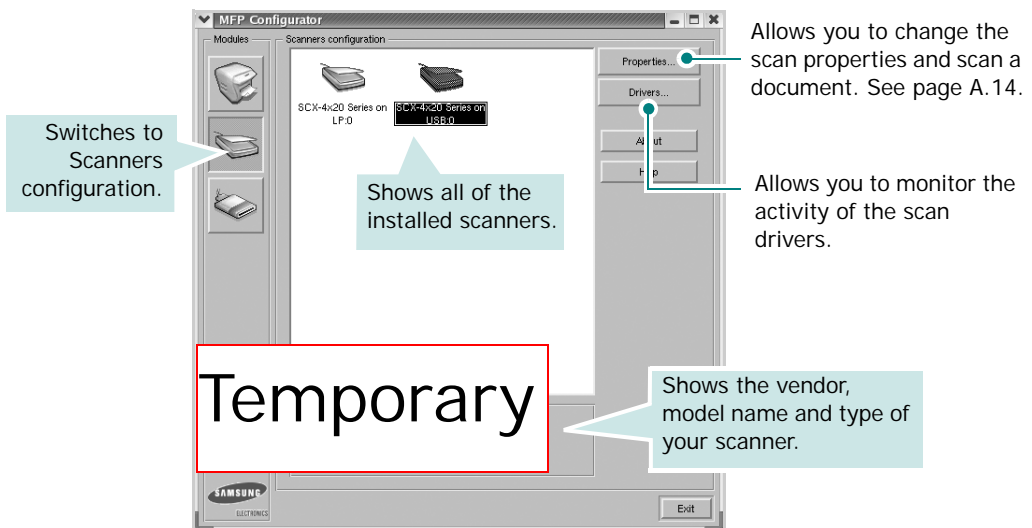 MFP Configurator
Modules
Scanners configuration
SCX-4x20 Series on
LP:0
SCX-4x20 Series on
USB:0
Properties...
Drivers...
Exit
SAMSUNG
ELECTRONICS
Temporary
Switches to
Scanners
configuration.
Shows all of the
installed scanners.
Allows you to change the
scan properties and scan a
document. See page A.14.
Allows you to monitor the
activity of the scan
drivers.
Shows the vendor,
model name and type of
your scanner.